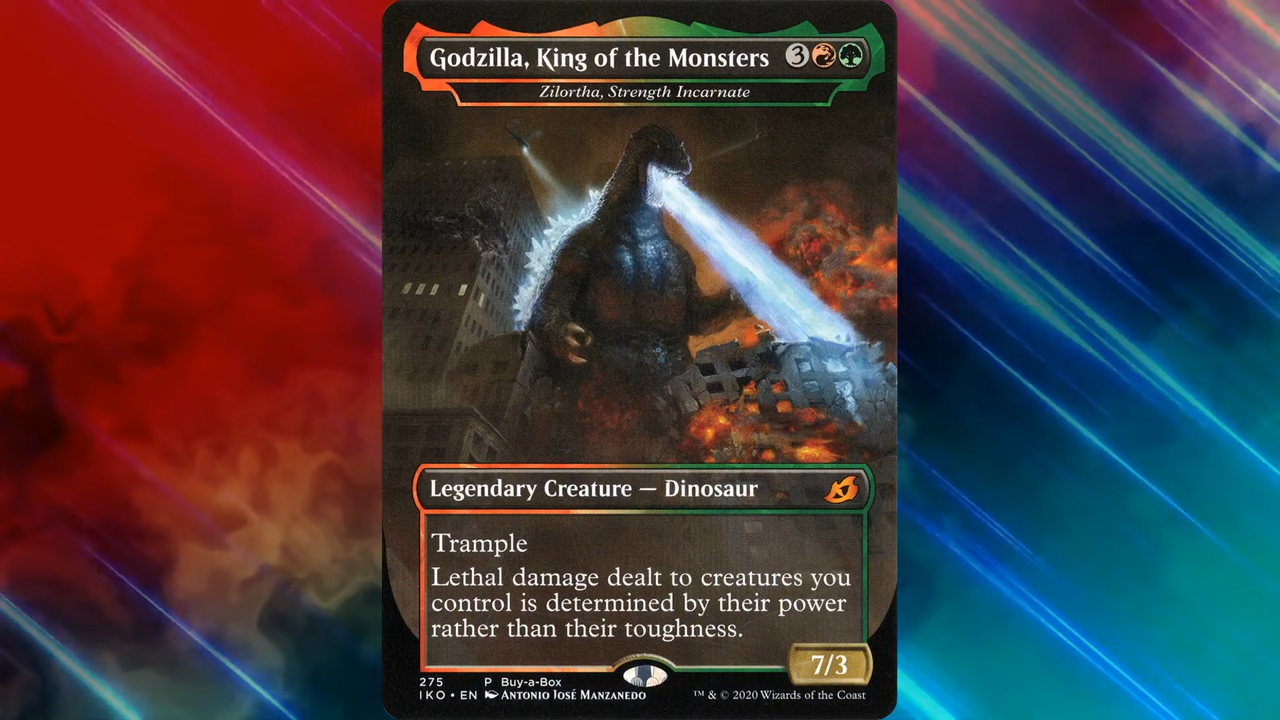 Godzilla, King of the Monsters 3
Zilortha, Strength Incarnate
Legendary Creature — Dinosaur
Trample
Lethal damage dealt to creatures you
control is determined by their power
rather than their toughness.
7/3
275 P Buy-a-Box
IKO • EN Antonio José Manzanedo ™ & © 2020 Wizards of the Coast